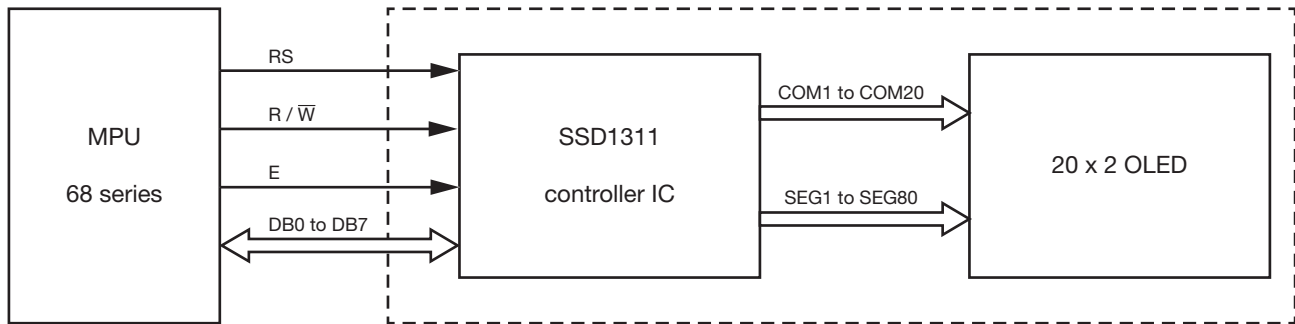 MPU
68 series
RS
R / W̅
E
DB0 to DB7
SSD1311
controller IC
COM1 to COM20
SEG1 to SEG80
20 x 2 OLED